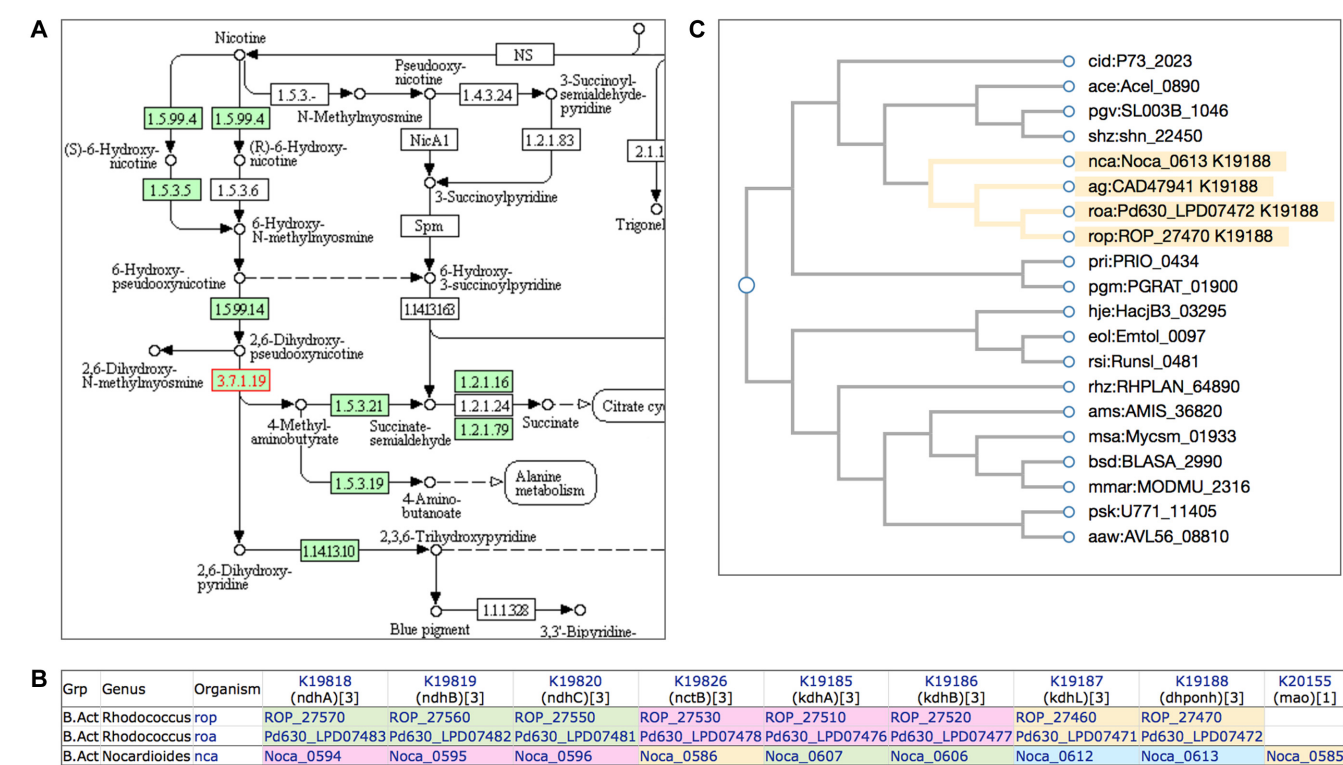 A
Nicotine
NS
Pseudooxy-
nicotine
3-Succinoyl-
semialdehyde-
pyridine
1.5.3.-
1.4.3.24
N-Methylmyosmine
1.5.99.4
1.5.99.4
NicA1
1.2.1.83
2.1.1
(S)-6-Hydroxy-
nicotine
(R)-6-Hydroxy-
nicotine
1.5.3.5
1.5.3.6
3-Succinoylpyridine
Trigonel
6-Hydroxy-
N-methylmyosmine
Spm
6-Hydroxy-
pseudooxynicotine
6-Hydroxy-
3-succinoylpyridine
1.5.99.14
1.14.13.163
2,6-Dihydroxy-
pseudooxynicotine
2,6-Dihydroxy-
N-methylmyosmine
3.7.1.19
1.2.1.16
1.5.3.21
1.2.1.24
Citrate cy
4-Methyl-
aminobutyrate
Succinate-
semialdehyde
1.2.1.79
Succinate
1.5.3.19
Alanine
metabolism
4-Amino-
butanoate
2,3,6-Trihydroxypyridine
1.14.13.10
2,6-Dihydroxy-
pyridine
1.1.1.328
Blue pigment
3,3'-Bipyridine-
C
cid:P73_2023
ace:Acel_0890
pgv:SL003B_1046
shz:shn_22450
nca:Noca_0613 K19188
ag:CAD47941 K19188
roa:Pd630_LPD07472 K19188
rop:ROP_27470 K19188
pri:PRIO_0434
pgm:PGRAT_01900
hje:HacjB3_03295
eol:Emtol_0097
rsi:Runsl_0481
rhz:RHPLAN_64890
ams:AMIS_36820
msa:Mycsm_01933
bsd:BLASA_2990
mmar:MODMU_2316
psk:U771_11405
aaw:AVL56_08810
B
Grp Genus Organism K19818 (ndhA)[3] K19819 (ndhB)[3] K19820 (ndhC)[3] K19826 (nctB)[3] K19185 (kdhA)[3] K19186 (kdhB)[3] K19187 (kdhL)[3] K19188 (dhponh)[3] K20155 (mao)[1]
B.Act Rhodococcus rop ROP_27570 ROP_27560 ROP_27550 ROP_27530 ROP_27510 ROP_27520 ROP_27460 ROP_27470
B.Act Rhodococcus roa Pd630_LPD07483 Pd630_LPD07482 Pd630_LPD07481 Pd630_LPD07478 Pd630_LPD07476 Pd630_LPD07477 Pd630_LPD07471 Pd630_LPD07472
B.Act Nocardioides nca Noca_0594 Noca_0595 Noca_0596 Noca_0586 Noca_0607 Noca_0606 Noca_0612 Noca_0613 Noca_0585